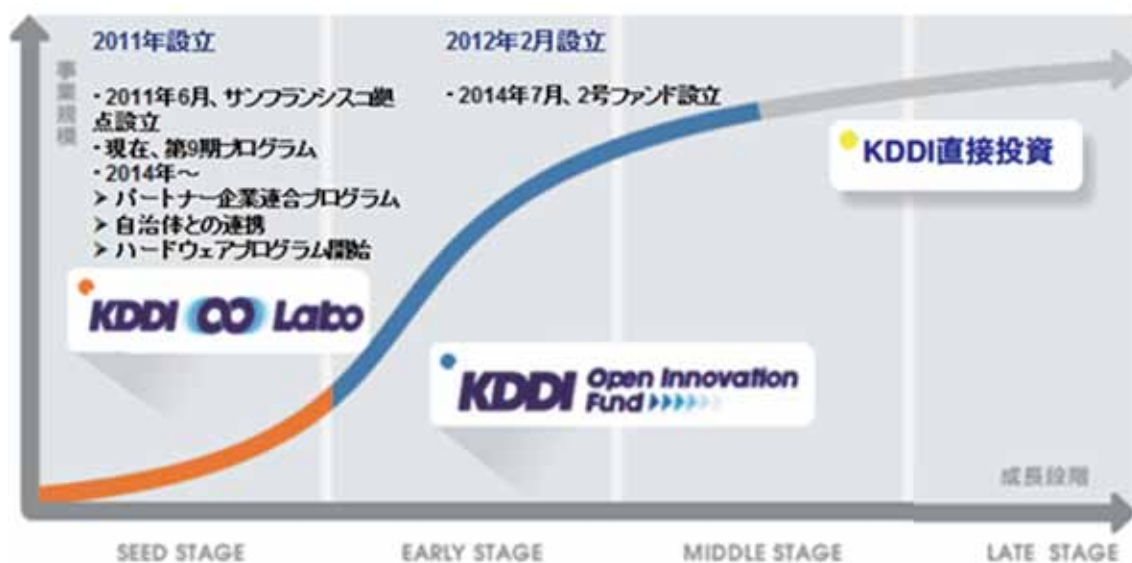 事業規模
2011年設立
・2011年6月、サンフランシスコ拠
点設立
・現在、第9期プログラム
・2014年～
➢ パートナー企業連合プログラム
➢ 自治体との連携
➢ ハードウェアプログラム開始
KDDI ∞ Labo
2012年2月設立
・2014年7月、2号ファンド設立
KDDI Open Innovation
Fund
KDDI直接投資
成長段階
SEED STAGE
EARLY STAGE
MIDDLE STAGE
LATE STAGE